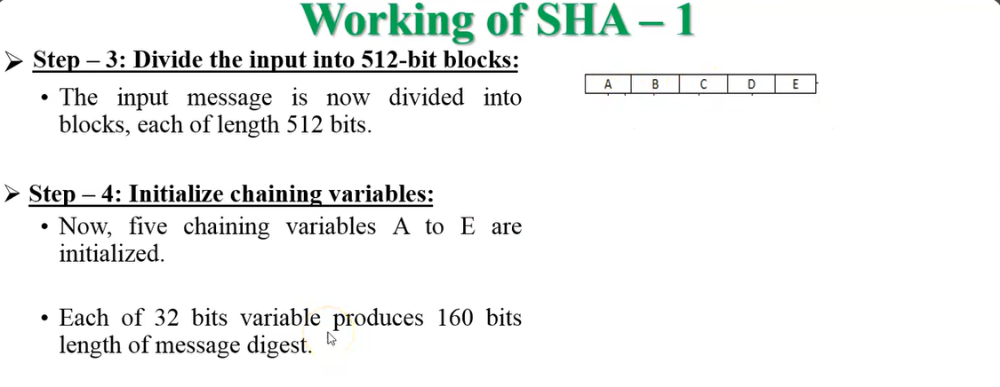 Working of SHA – 1
➢ Step – 3: Divide the input into 512-bit blocks:
• The input message is now divided into
blocks, each of length 512 bits.
A B C D E
➢ Step – 4: Initialize chaining variables:
• Now, five chaining variables A to E are
initialized.
• Each of 32 bits variable produces 160 bits
length of message digest.